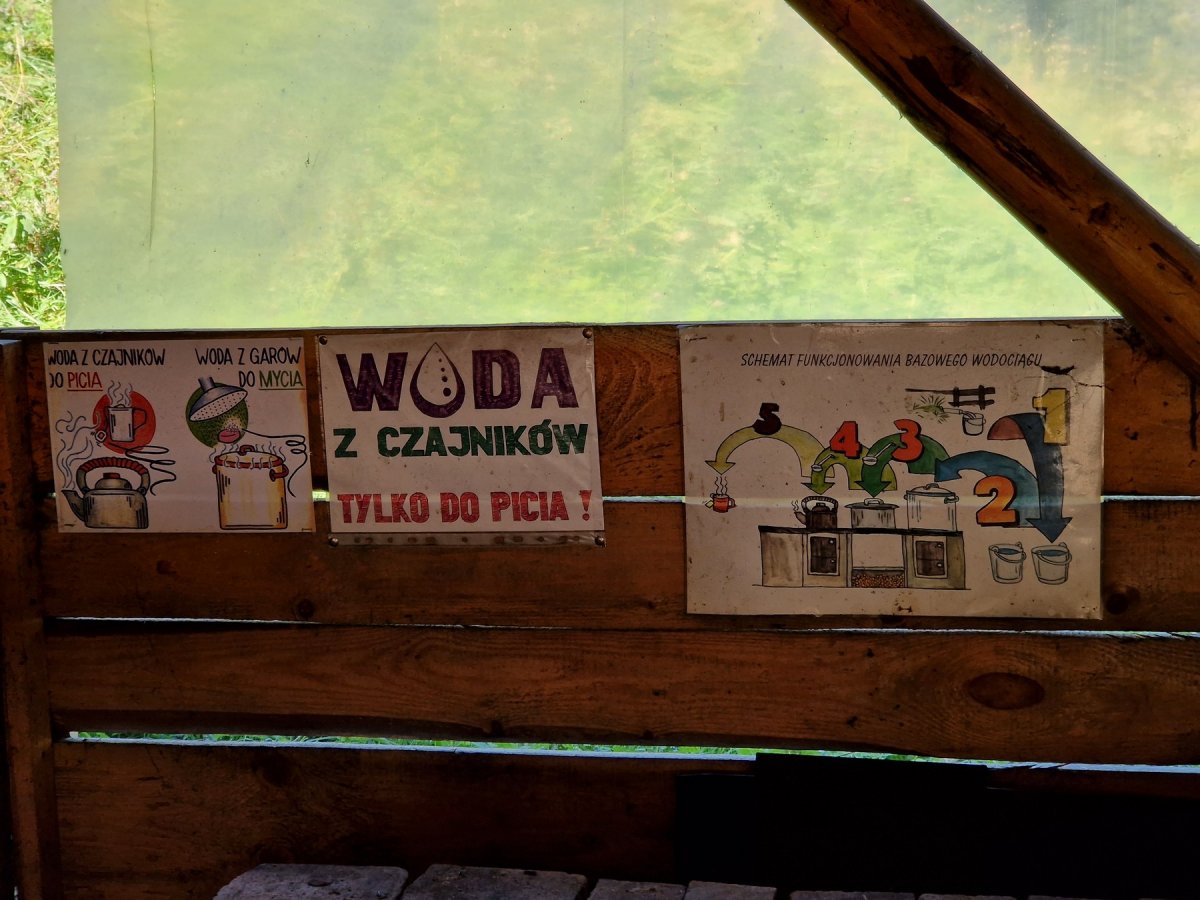 WODA Z CZAJNIKÓW
DO PICIA
WODA Z GARÓW
DO MYCIA
WODA
Z CZAJNIKÓW
TYLKO DO PICIA !
SCHEMAT FUNKCJONOWANIA BAZOWEGO WODOCIĄGU
1
2
3
4
5